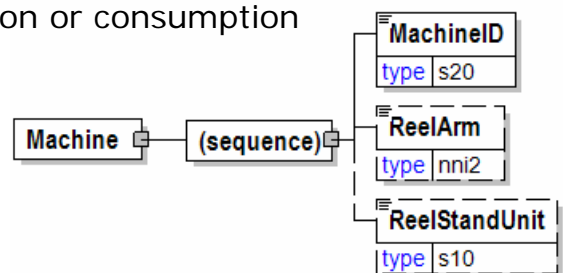 on or consumption
MachineID
type s20
Machine
(sequence)
ReelArm
type nni2
ReelStandUnit
type s10